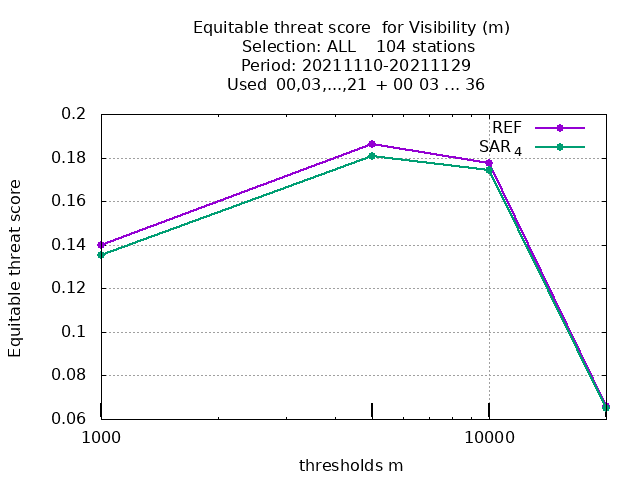 Equitable threat score  for Visibility (m)
Selection: ALL    104 stations
Period: 20211110-20211129
Used  00,03,...,21  + 00 03 ... 36
REF
SAR 4
0.2
0.18
0.16
0.14
0.12
0.1
0.08
0.06
Equitable threat score
1000
10000
thresholds m